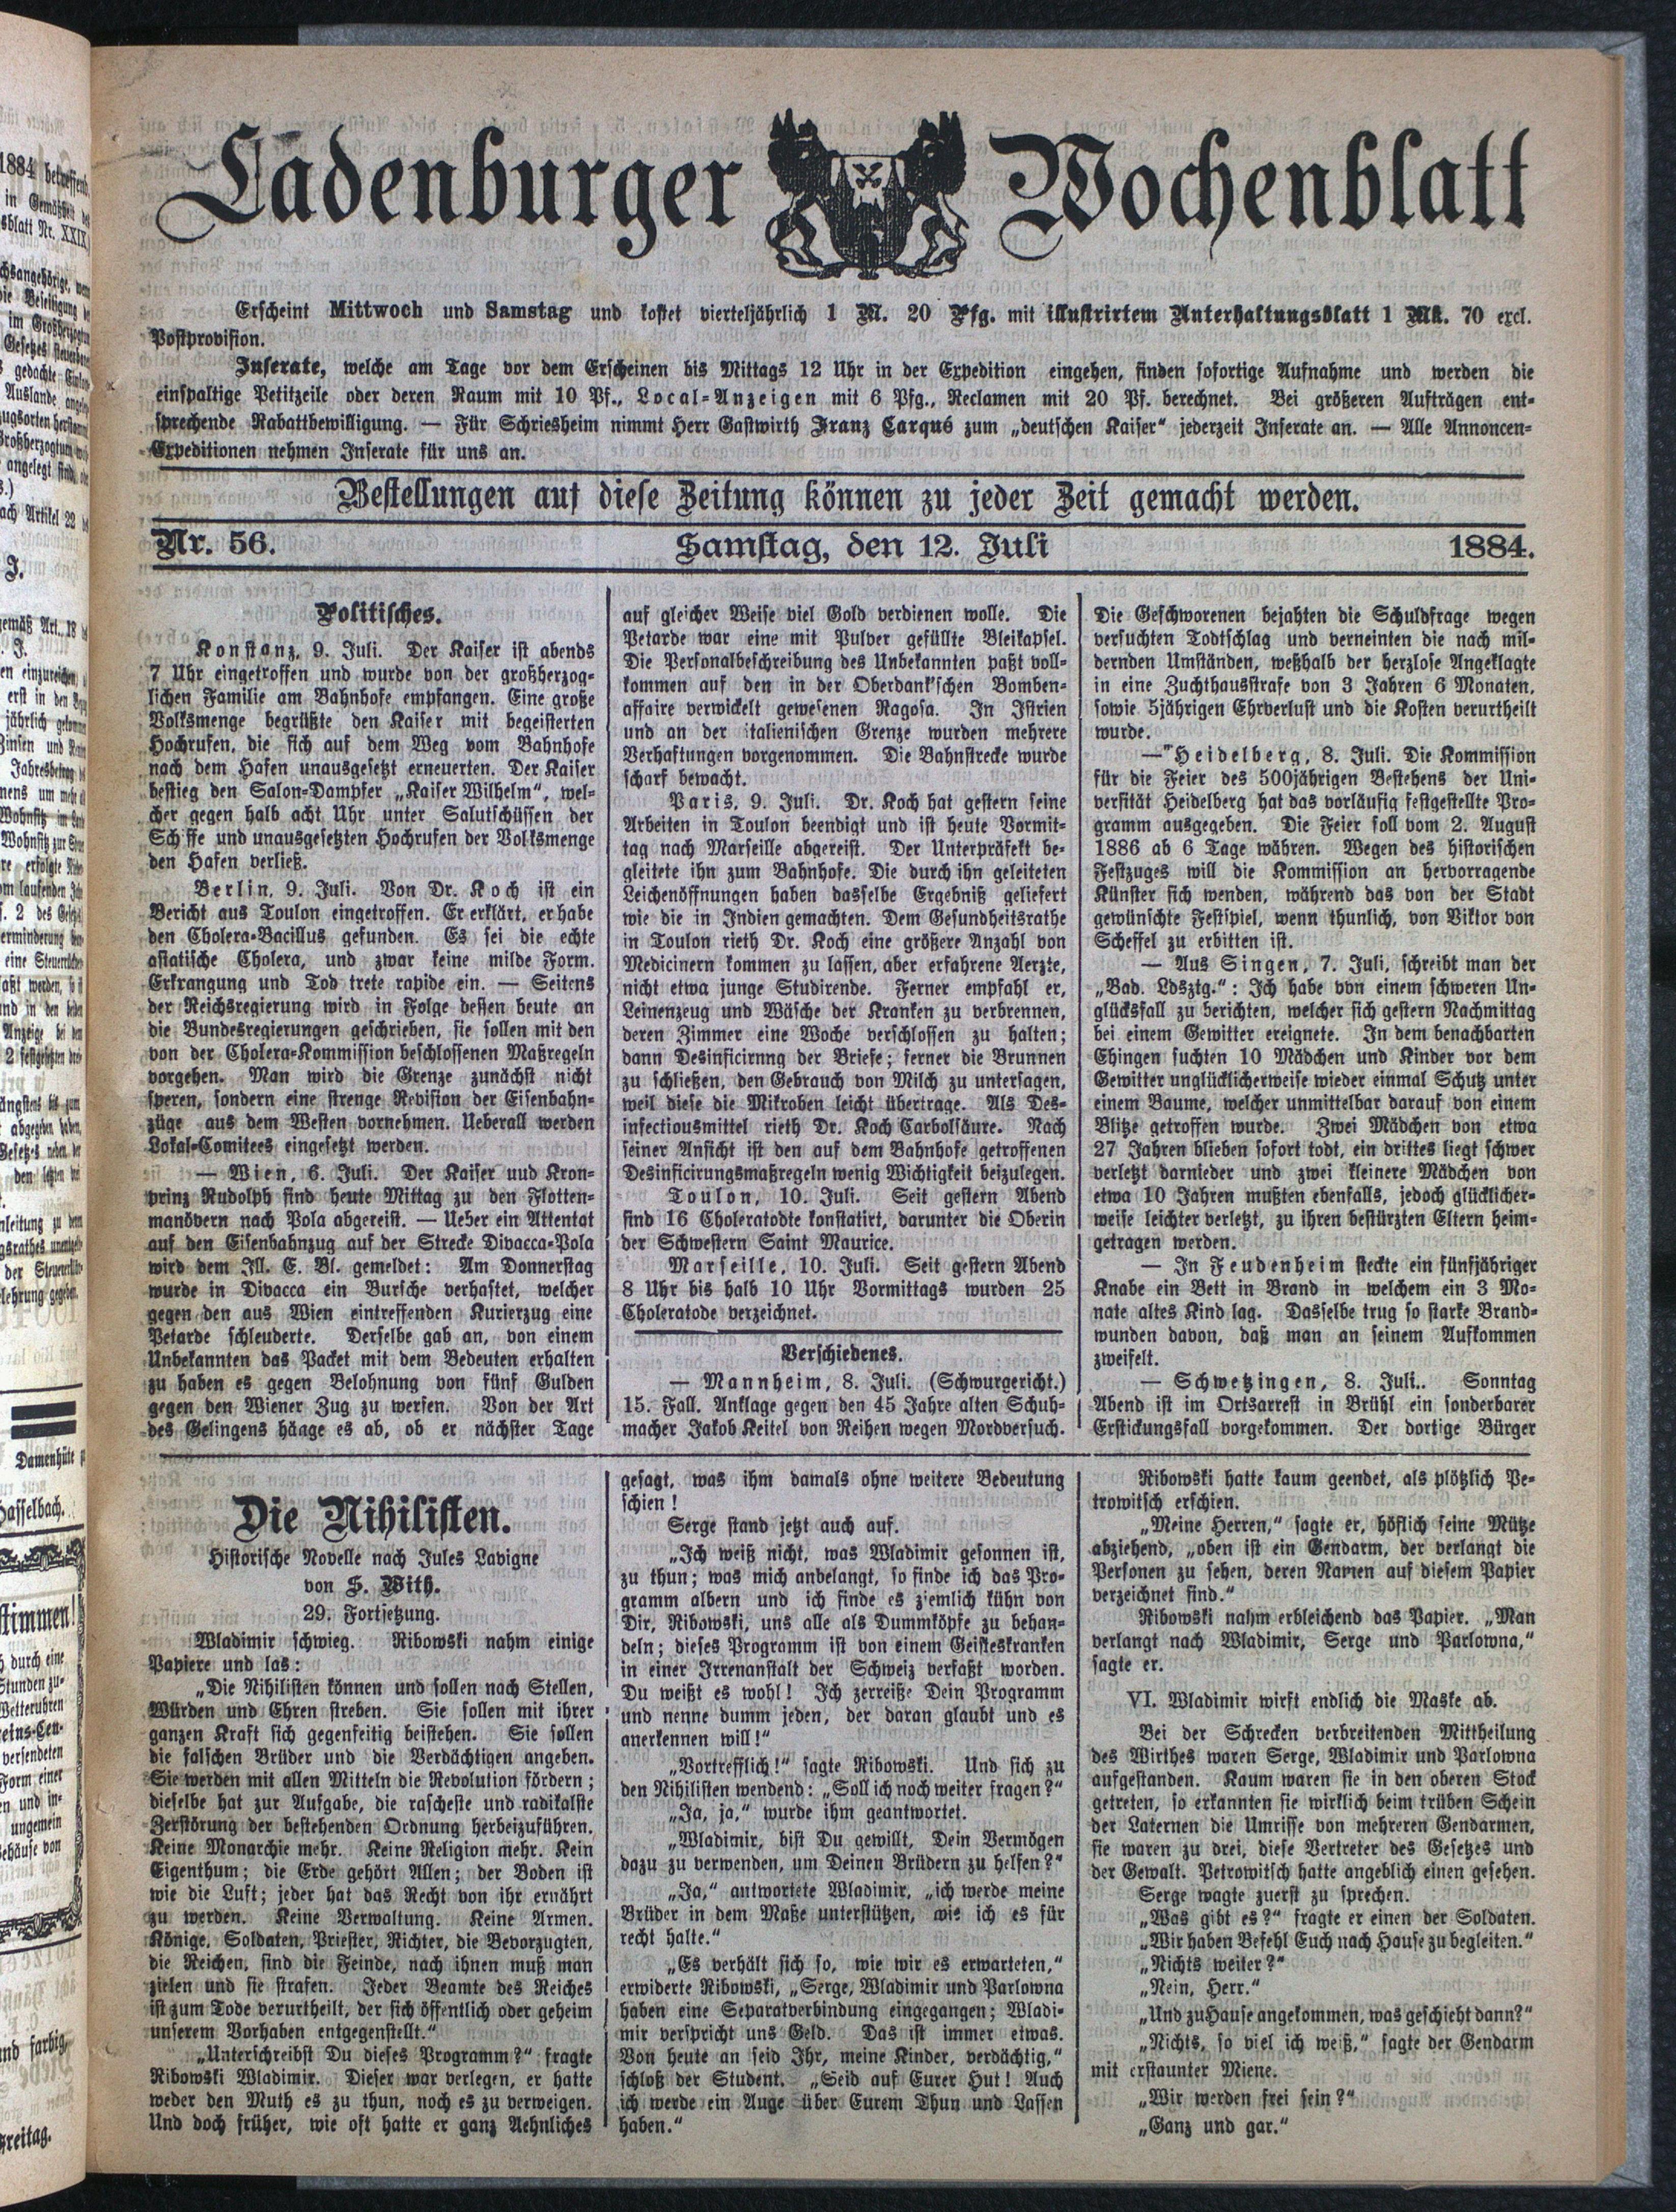 Ladenburger Wochenblatt
Erscheint Mittwoch und Samstag und kostet vierteljährlich 1 M. 20 Pfg. mit illustrirtem Unterhaltungsblatt 1 Mk. 70 excl.
Postprovision.
Inserate, welche am Tage vor dem Erscheinen bis Mittags 12 Uhr in der Expedition eingehen, finden sofortige Aufnahme und werden die
einspaltige Petitzeile oder deren Raum mit 10 Pf., Local-Anzeigen mit 6 Pfg., Reclamen mit 20 Pf. berechnet. Bei größeren Aufträgen ent-
sprechende Rabattbewilligung. — Für Schriesheim nimmt Herr Gastwirth Franz Carqué zum „deutschen Kaiser“ jederzeit Inserate an. — Alle Annoncen-
Expeditionen nehmen Inserate für uns an.
Bestellungen auf diese Zeitung können zu jeder Zeit gemacht werden.
Nr. 56. Samstag, den 12. Juli 1884.
Politisches.
Konstanz, 9. Juli. Der Kaiser ist abends
7 Uhr eingetroffen und wurde von der großherzog-
lichen Familie am Bahnhofe empfangen. Eine große
Volksmenge begrüßte den Kaiser mit begeisterten
Hochrufen, die sich auf dem Weg vom Bahnhofe
nach dem Hafen unausgesetzt erneuerten. Der Kaiser
bestieg den Salon-Dampfer „Kaiser Wilhelm“, wel-
cher gegen halb acht Uhr unter Salutschüssen der
Schiffe und unausgesetzten Hochrufen der Volksmenge
den Hafen verließ.
Berlin, 9. Juli. Von Dr. Koch ist ein
Bericht aus Toulon eingetroffen. Er erklärt, er habe
den Cholera-Bacillus gefunden. Es sei die echte
asiatische Cholera, und zwar keine milde Form.
Erkrangung und Tod trete rapide ein. — Seitens
der Reichsregierung wird in Folge dessen heute an
die Bundesregierungen geschrieben, sie sollen mit den
von der Cholera-Kommission beschlossenen Maßregeln
vorgehen. Man wird die Grenze zunächst nicht
speren, sondern eine strenge Revision der Eisenbahn-
züge aus dem Westen vornehmen. Ueberall werden
Lokal-Comitees eingesetzt werden.
— Wien, 6. Juli. Der Kaiser uud Kron-
prinz Rudolph sind heute Mittag zu den Flotten-
manövern nach Pola abgereist. — Ueber ein Attentat
auf den Eisenbahnzug auf der Strecke Divacca-Pola
wird dem Ill. E. Bl. gemeldet: Am Donnerstag
wurde in Divacca ein Bursche verhaftet, welcher
gegen den aus Wien eintreffenden Kurierzug eine
Petarde schleuderte. Derselbe gab an, von einem
Unbekannten das Packet mit dem Bedeuten erhalten
zu haben es gegen Belohnung von fünf Gulden
gegen den Wiener Zug zu werfen. Von der Art
des Gelingens hänge es ab, ob er nächster Tage
auf gleicher Weise viel Gold verdienen wolle. Die
Petarde war eine mit Pulver gefüllte Bleikapsel.
Die Personalbeschreibung des Unbekannten paßt voll-
kommen auf den in der Oberdank'schen Bomben-
affaire verwickelt gewesenen Ragosa. In Istrien
und an der italienischen Grenze wurden mehrere
Verhaftungen vorgenommen. Die Bahnstrecke wurde
scharf bewacht.
Paris, 9. Juli. Dr. Koch hat gestern seine
Arbeiten in Toulon beendigt und ist heute Vormit-
tag nach Marseille abgereist. Der Unterpräfekt be-
gleitete ihn zum Bahnhofe. Die durch ihn geleiteten
Leichenöffnungen haben dasselbe Ergebniß geliefert
wie die in Indien gemachten. Dem Gesundheitsrathe
in Toulon rieth Dr. Koch eine größere Anzahl von
Medicinern kommen zu lassen, aber erfahrene Aerzte,
nicht etwa junge Studirende. Ferner empfahl er,
Leinenzeug und Wäsche der Kranken zu verbrennen,
deren Zimmer eine Woche verschlossen zu halten;
dann Desinficirnng der Briefe; ferner die Brunnen
zu schließen, den Gebrauch von Milch zu untersagen,
weil diese die Mikroben leicht übertrage. Als Des-
infectiousmittel rieth Dr. Koch Carbolsäure. Nach
seiner Ansicht ist den auf dem Bahnhofe getroffenen
Desinficirungsmaßregeln wenig Wichtigkeit beizulegen.
Toulon, 10. Juli. Seit gestern Abend
sind 16 Choleratodte konstatirt, darunter die Oberin
der Schwestern Saint Maurice.
Marseille, 10. Juli. Seit gestern Abend
8 Uhr bis halb 10 Uhr Vormittags wurden 25
Choleratode verzeichnet.
Verschiedenes.
— Mannheim, 8. Juli. (Schwurgericht.)
15. Fall. Anklage gegen den 45 Jahre alten Schuh-
macher Jakob Keitel von Reihen wegen Mordversuch.
Die Geschworenen bejahten die Schuldfrage wegen
versuchten Todtschlag und verneinten die nach mil-
dernden Umständen, weßhalb der herzlose Angeklagte
in eine Zuchthausstrafe von 3 Jahren 6 Monaten,
sowie 5jährigen Ehrverlust und die Kosten verurtheilt
wurde.
— Heidelberg, 8. Juli. Die Kommission
für die Feier des 500jährigen Bestehens der Uni-
versität Heidelberg hat das vorläufig festgestellte Pro-
gramm ausgegeben. Die Feier soll vom 2. August
1886 ab 6 Tage währen. Wegen des historischen
Festzuges will die Kommission an hervorragende
Künster sich wenden, während das von der Stadt
gewünschte Festspiel, wenn thunlich, von Viktor von
Scheffel zu erbitten ist.
— Aus Singen, 7. Juli, schreibt man der
„Bad. Ldsztg.“: Ich habe von einem schweren Un-
glücksfall zu berichten, welcher sich gestern Nachmittag
bei einem Gewitter ereignete. In dem benachbarten
Ehingen suchten 10 Mädchen und Kinder vor dem
Gewitter unglücklicherweise wieder einmal Schutz unter
einem Baume, welcher unmittelbar darauf von einem
Blitze getroffen wurde. Zwei Mädchen von etwa
27 Jahren blieben sofort todt, ein drittes liegt schwer
verletzt darnieder und zwei kleinere Mädchen von
etwa 10 Jahren mußten ebenfalls, jedoch glücklicher-
weise leichter verletzt, zu ihren bestürzten Eltern heim-
getragen werden.
— In Feudenheim steckte ein fünfjähriger
Knabe ein Bett in Brand in welchem ein 3 Mo-
nate altes Kind lag. Dasselbe trug so starke Brand-
wunden davon, daß man an seinem Aufkommen
zweifelt.
— Schwetzingen, 8. Juli.. Sonntag
Abend ist im Ortsarrest in Brühl ein sonderbarer
Erstickungsfall vorgekommen. Der dortige Bürger
Die Nihilisten.
Historische Novelle nach Jules Lavigne
von S. With.
29. Fortsetzung.
Wladimir schwieg. Ribowski nahm einige
Papiere und las:
„Die Nihilisten können und sollen nach Stellen,
Würden und Ehren streben. Sie sollen mit ihrer
ganzen Kraft sich gegenfeitig beistehen. Sie sollen
die falschen Brüder und die Verdächtigen angeben.
Sie werden mit allen Mitteln die Revolution fördern;
dieselbe hat zur Aufgabe, die rascheste und radikalste
Zerstörung der bestehenden Ordnung herbeizuführen.
Keine Monarchie mehr. Keine Religion mehr. Kein
Eigenthum; die Erde gehört Allen; der Boden ist
wie die Luft; jeder hat das Recht von ihr ernährt
zu werden. Keine Verwaltung. Keine Armen.
Könige, Soldaten, Priester, Richter, die Bevorzugten,
die Reichen, sind die Feinde, nach ihnen muß man
zielen und sie strafen. Jeder Beamte des Reiches
ist zum Tode verurtheilt, der sich öffentlich oder geheim
unserem Vorhaben entgegenstellt.“
„Unterschreibst Du dieses Programm?“ fragte
Ribowski Wladimir. Dieser war verlegen, er hatte
weder den Muth es zu thun, noch es zu verweigen.
Und doch früher, wie oft hatte er ganz Aehnliches
gesagt, was ihm damals ohne weitere Bedeutung
schien!
Serge stand jetzt auch auf.
„Ich weiß nicht, was Wladimir gesonnen ist,
zu thun; was mich anbelangt, so finde ich das Pro-
gramm albern und ich finde es ziemlich kühn von
Dir, Ribowski, uns alle als Dummköpfe zu behan-
deln; dieses Programm ist von einem Geisteskranken
in einer Irrenanstalt der Schweiz verfaßt worden.
Du weißt es wohl! Ich zerreiße Dein Programm
und nenne dumm jeden, der daran glaubt und es
anerkennen will!“
„Vortrefflich!“ sagte Ribowski. Und sich zu
den Nihilisten wendend: „Soll ich noch weiter fragen?“
„Ja, ja,“ wurde ihm geantwortet.
„Wladimir, bist Du gewillt, Dein Vermögen
dazu zu verwenden, um Deinen Brüdern zu helfen?“
„Ja,“ antwortete Wladimir, „ich werde meine
Brüder in dem Maße unterstützen, wie ich es für
recht halte.“
„Es verhält sich so, wie wir es erwarteten,“
erwiderte Ribowski, „Serge, Wladimir und Parlowna
haben eine Separatverbindung eingegangen; Wladi-
mir verspricht uns Geld. Das ist immer etwas.
Von heute an seid Ihr, meine Kinder, verdächtig,“
schloß der Student. „Seid auf Eurer Hut! Auch
ich werde ein Auge über Eurem Thun und Lassen
haben.“
Ribowski hatte kaum geendet, als plötzlich Pe-
trowitsch erschien.
„Meine Herren,“ sagte er, höflich seine Mütze
abziehend, „oben ist ein Gendarm, der verlangt die
Personen zu sehen, deren Namen auf diesem Papier
verzeichnet sind.“
Ribowski nahm erbleichend das Papier. „Man
verlangt nach Wladimir, Serge und Parlowna,“
sagte er.
VI. Wladimir wirft endlich die Maske ab.
Bei der Schrecken verbreitenden Mittheilung
des Wirthes waren Serge, Wladimir und Parlowna
aufgestanden. Kaum waren sie in den oberen Stock
getreten, so erkannten sie wirklich beim trüben Schein
der Laternen die Umrisse von mehreren Gendarmen,
sie waren zu drei, diese Vertreter des Gesetzes und
der Gewalt. Petrowitsch hatte angeblich einen gesehen.
Serge wagte zuerst zu sprechen.
„Was gibt es?“ fragte er einen der Soldaten.
„Wir haben Befehl Euch nach Hause zu begleiten.“
„Nichts weiter?“
„Nein, Herr.“
„Und zu Hause angekommen, was geschieht dann?“
„Nichts, so viel ich weiß,“ sagte der Gendarm
mit erstaunter Miene.
„Wir werden frei sein?“
„Ganz und gar.“